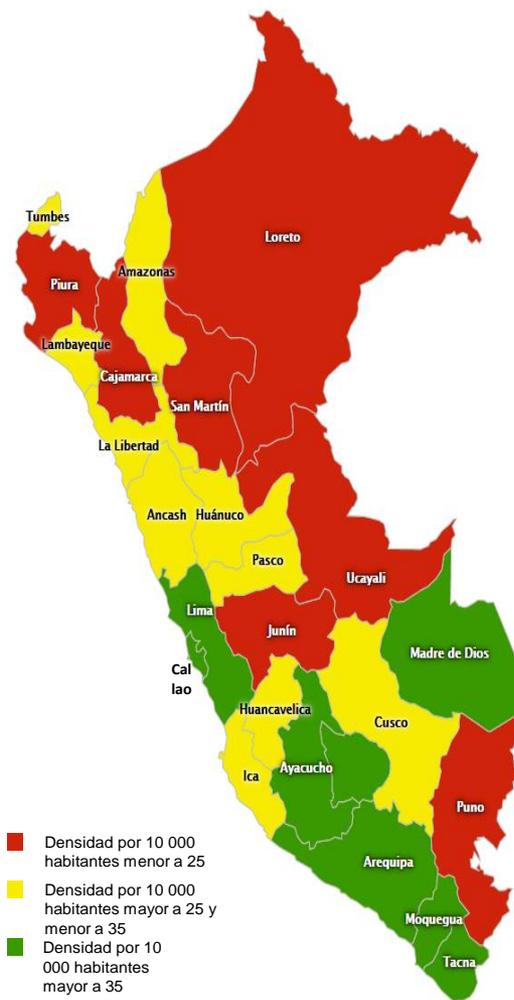 Tumbes
Loreto
Amazonas
Piura
Lambayeque
Cajamarca
San Martín
La Libertad
Ancash
Huánuco
Pasco
Ucayali
Lima
Junín
Madre de Dios
Cal
lao
Huancavelica
Cusco
Ica
Ayacucho
Puno
Arequipa
Moquegua
Tacna
Densidad por 10 000
habitantes menor a 25
Densidad por 10 000
habitantes mayor a 25 y
menor a 35
Densidad por 10
000 habitantes
mayor a 35